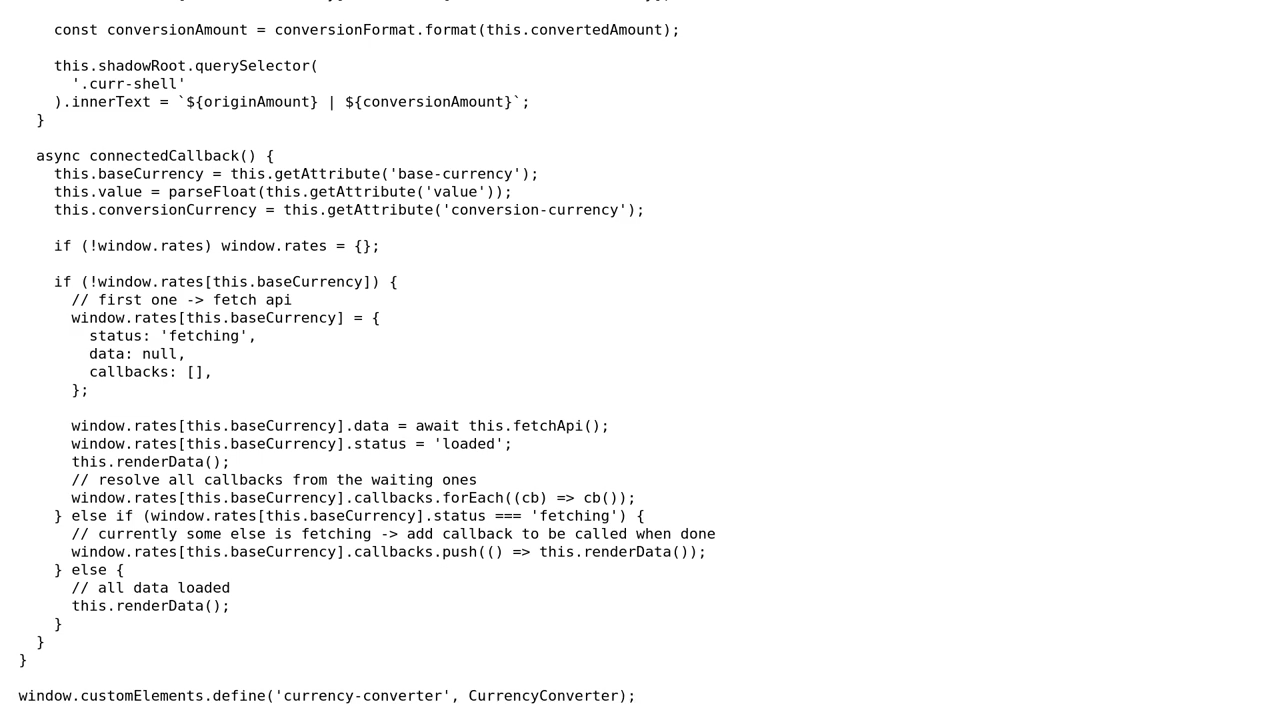 const conversionAmount = conversionFormat.format(this.convertedAmount);
this.shadowRoot.querySelector(
'.curr-shell'
).innerText = `${originAmount} | ${conversionAmount}`;
}
async connectedCallback() {
this.baseCurrency = this.getAttribute('base-currency');
this.value = parseFloat(this.getAttribute('value'));
this.conversionCurrency = this.getAttribute('conversion-currency');
if (!window.rates) window.rates = {};
if (!window.rates[this.baseCurrency]) {
// first one -> fetch api
window.rates[this.baseCurrency] = {
status: 'fetching',
data: null,
callbacks: [],
};
window.rates[this.baseCurrency].data = await this.fetchApi();
window.rates[this.baseCurrency].status = 'loaded';
this.renderData();
// resolve all callbacks from the waiting ones
window.rates[this.baseCurrency].callbacks.forEach((cb) => cb());
} else if (window.rates[this.baseCurrency].status === 'fetching') {
// currently some else is fetching -> add callback to be called when done
window.rates[this.baseCurrency].callbacks.push(() => this.renderData());
} else {
// all data loaded
this.renderData();
}
}
}
window.customElements.define('currency-converter', CurrencyConverter);